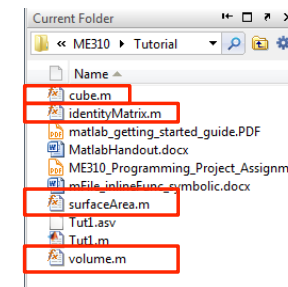 Current Folder
« ME310 ▸ Tutorial
Name
cube.m
identityMatrix.m
matlab_getting_started_guide.PDF
MatlabHandout.docx
ME310_Programming_Project_Assignm
mFile_inlineFunc_symbolic.docx
surfaceArea.m
Tut1.asv
Tut1.m
volume.m